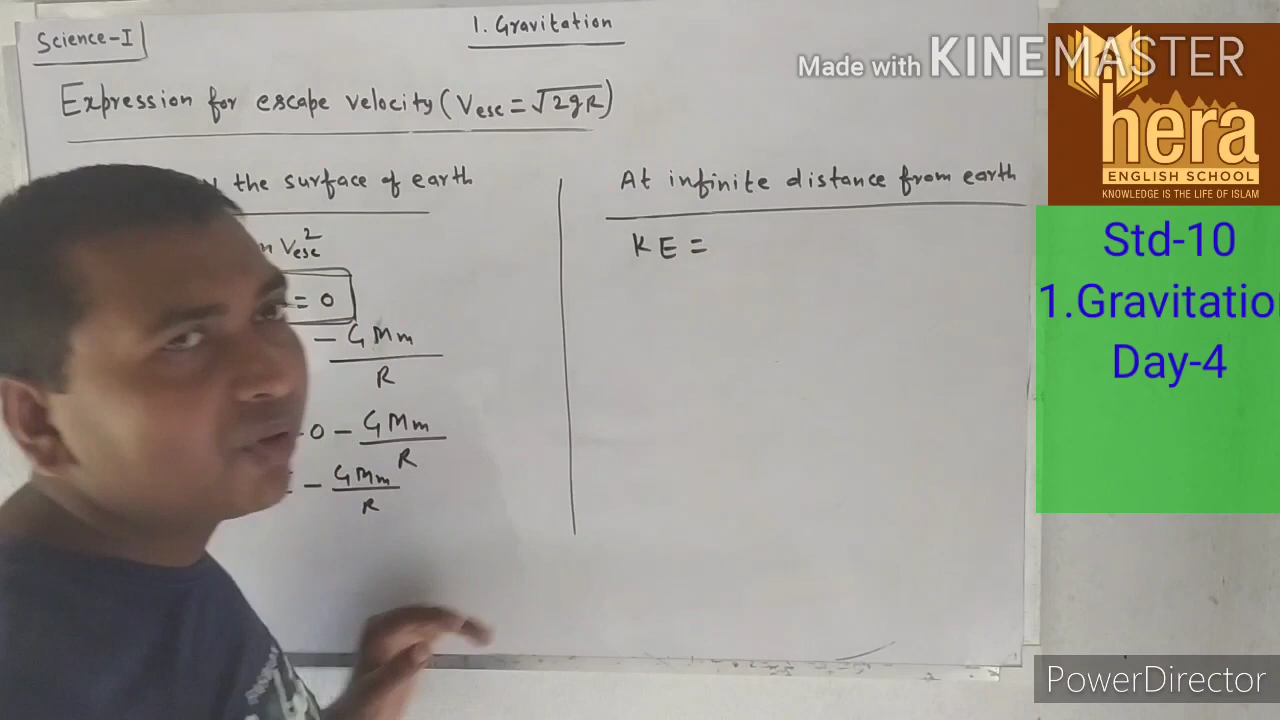 Science-I
1. Gravitation
Expression for escape velocity (Vesc = √2gR)
the surface of earth
m Vesc²
= 0
- GMm
R
- 0 - GMm
R
- GMm
R
At infinite distance from earth
KE =
Made with KINEMASTER
hera
ENGLISH SCHOOL
KNOWLEDGE IS THE LIFE OF ISLAM
Std-10
1.Gravitatio
Day-4
PowerDirector